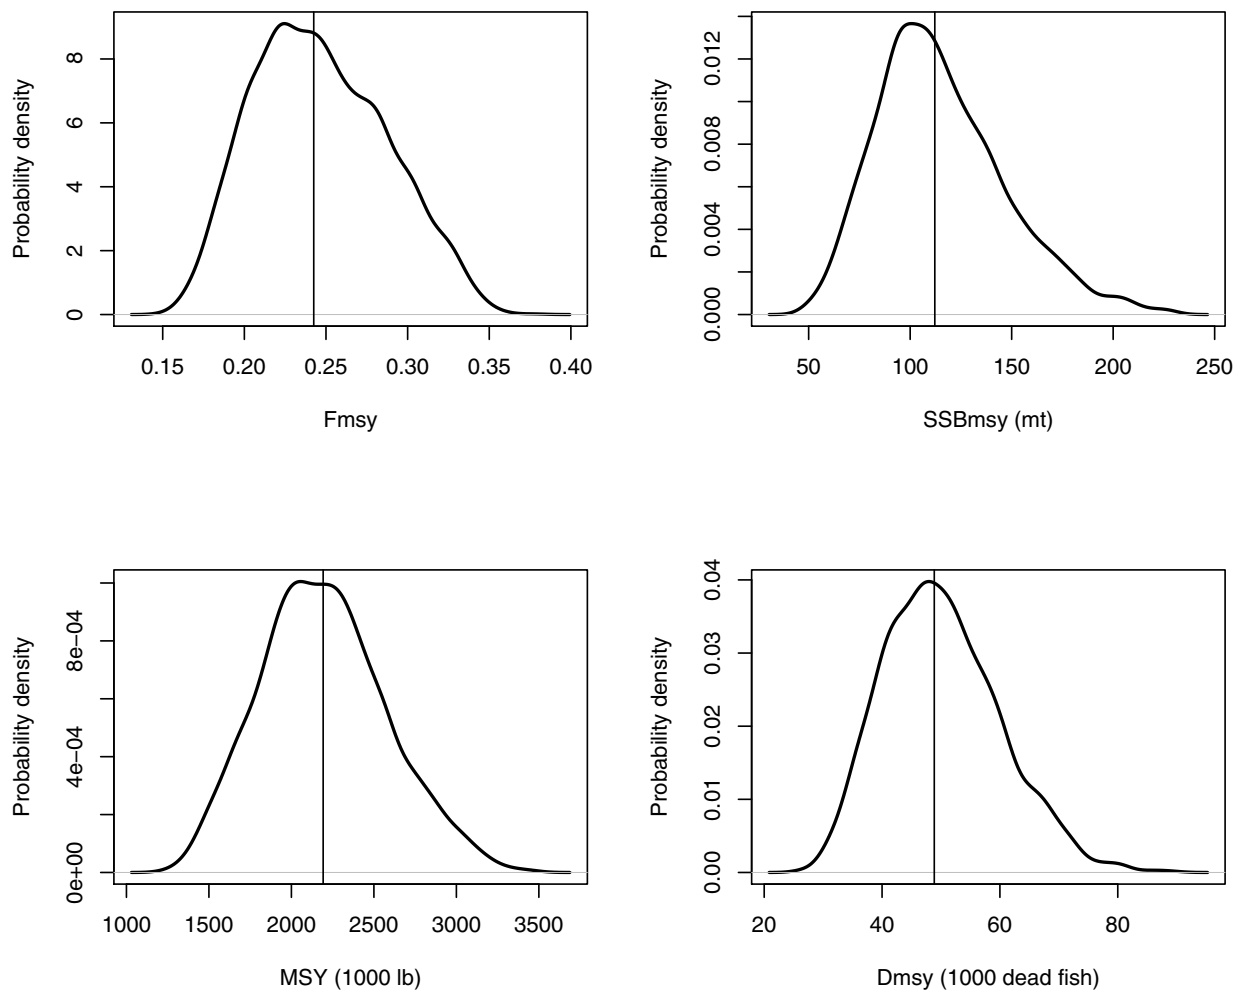 Probability density
8
6
4
2
0
0.15 0.20 0.25 0.30 0.35 0.40
Fmsy
Probability density
0.012
0.008
0.004
0.000
50 100 150 200 250
SSBmsy (mt)
Probability density
8e−04
4e−04
0e+00
1000 1500 2000 2500 3000 3500
MSY (1000 lb)
Probability density
0.04
0.03
0.02
0.01
0.00
20 40 60 80
Dmsy (1000 dead fish)